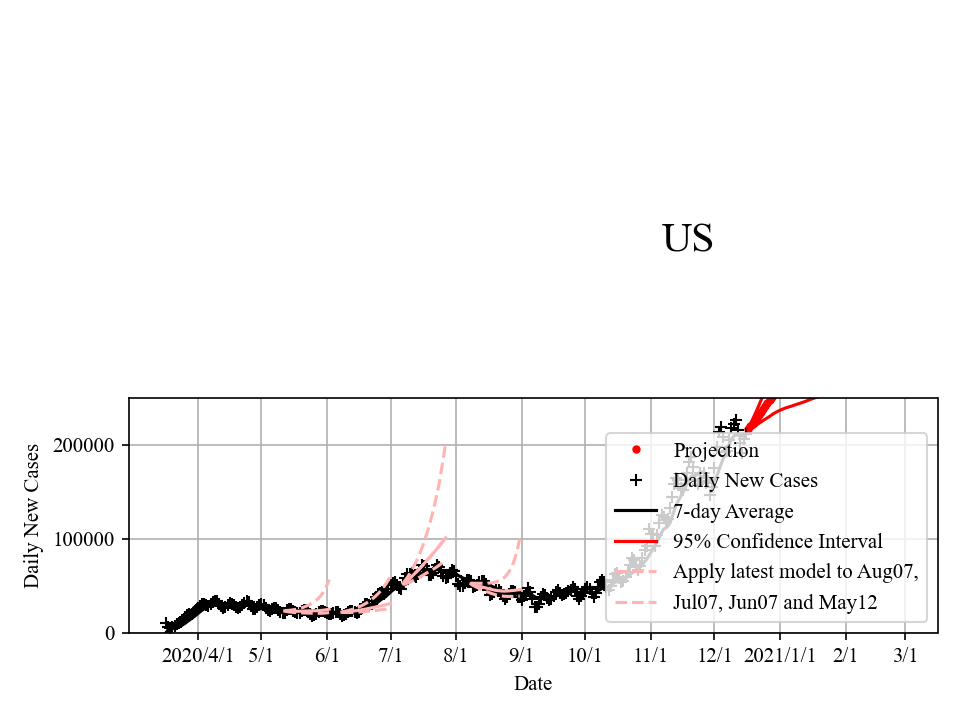 US
Daily New Cases
200000
100000
0
Projection
Daily New Cases
7-day Average
95% Confidence Interval
Apply latest model to Aug07,
Jul07, Jun07 and May12
2020/4/1 5/1 6/1 7/1 8/1 9/1 10/1 11/1 12/1 2021/1/1 2/1 3/1
Date